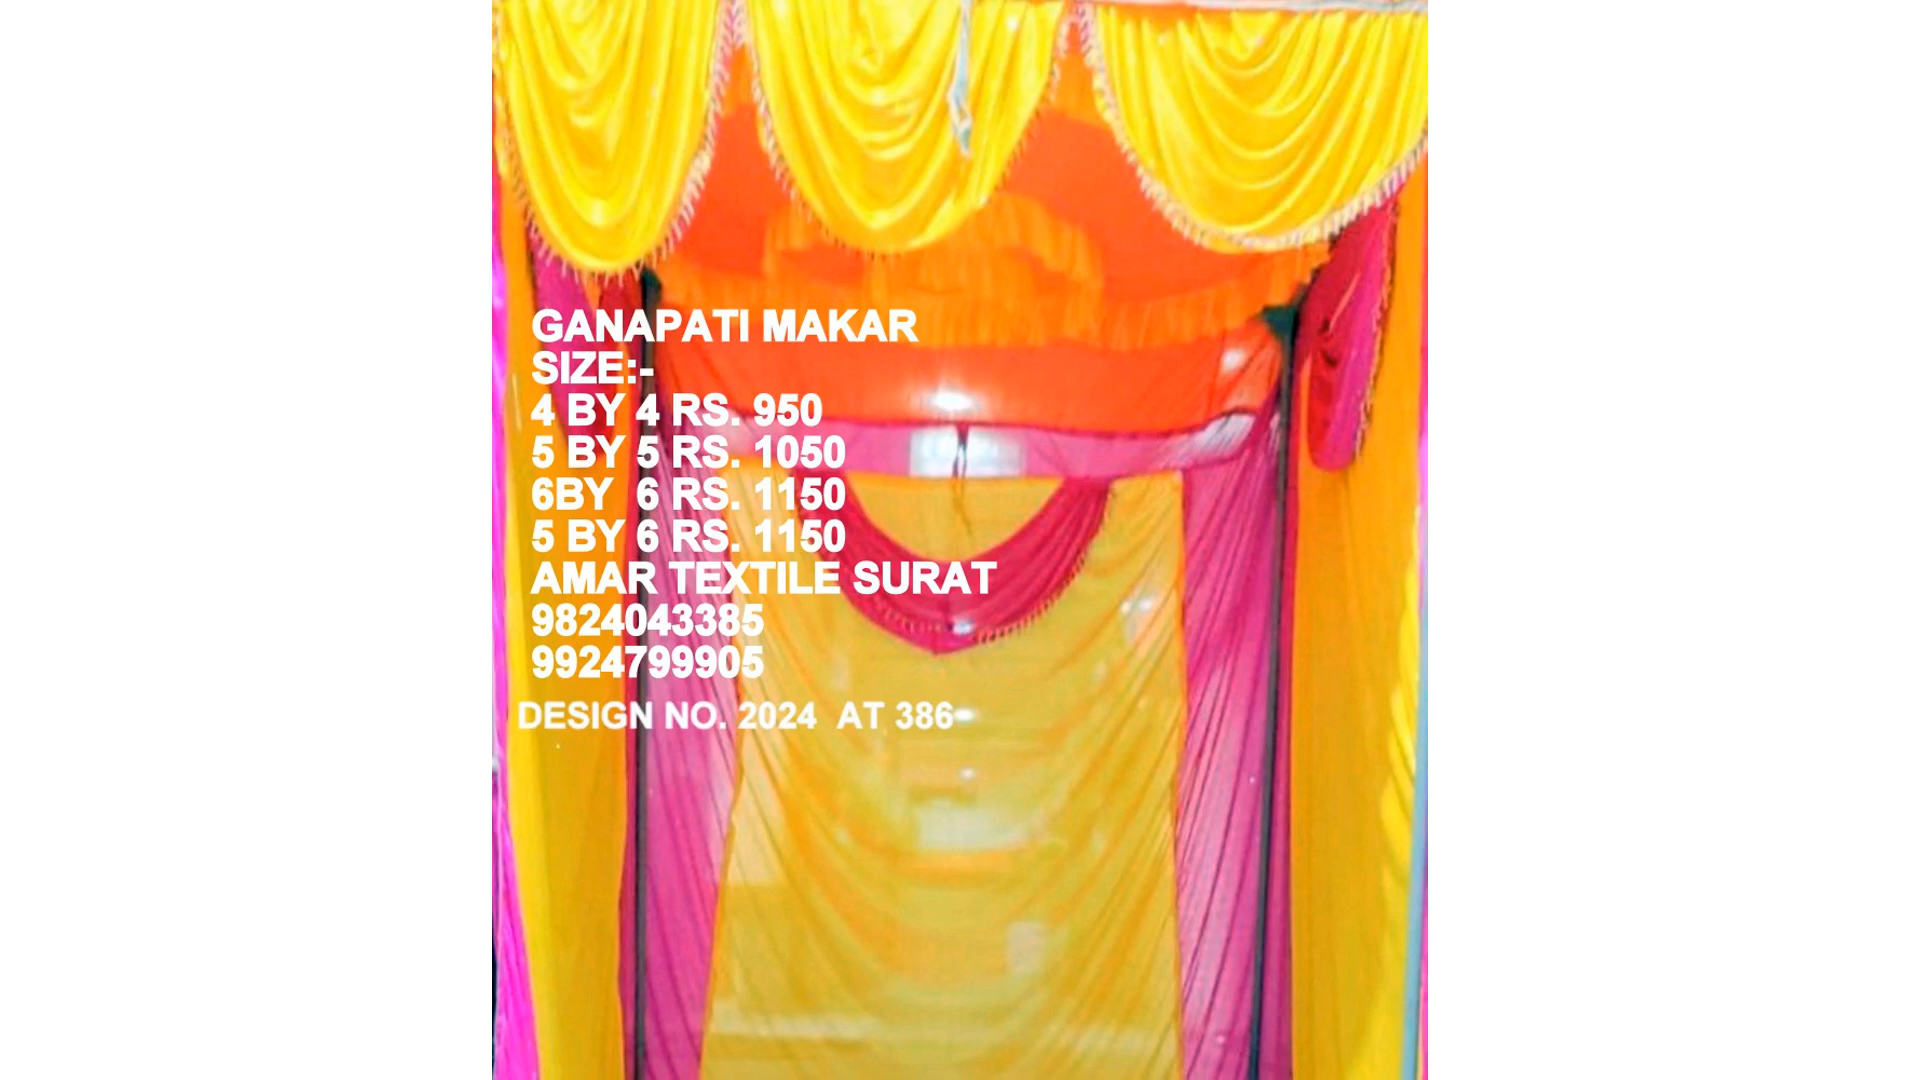 GANAPATI MAKAR
SIZE:-
4 BY 4 RS. 950
5 BY 5 RS. 1050
6BY  6 RS. 1150
5 BY 6 RS. 1150
AMAR TEXTILE SURAT
9824043385
9924799905
DESIGN NO. 2024  AT 386